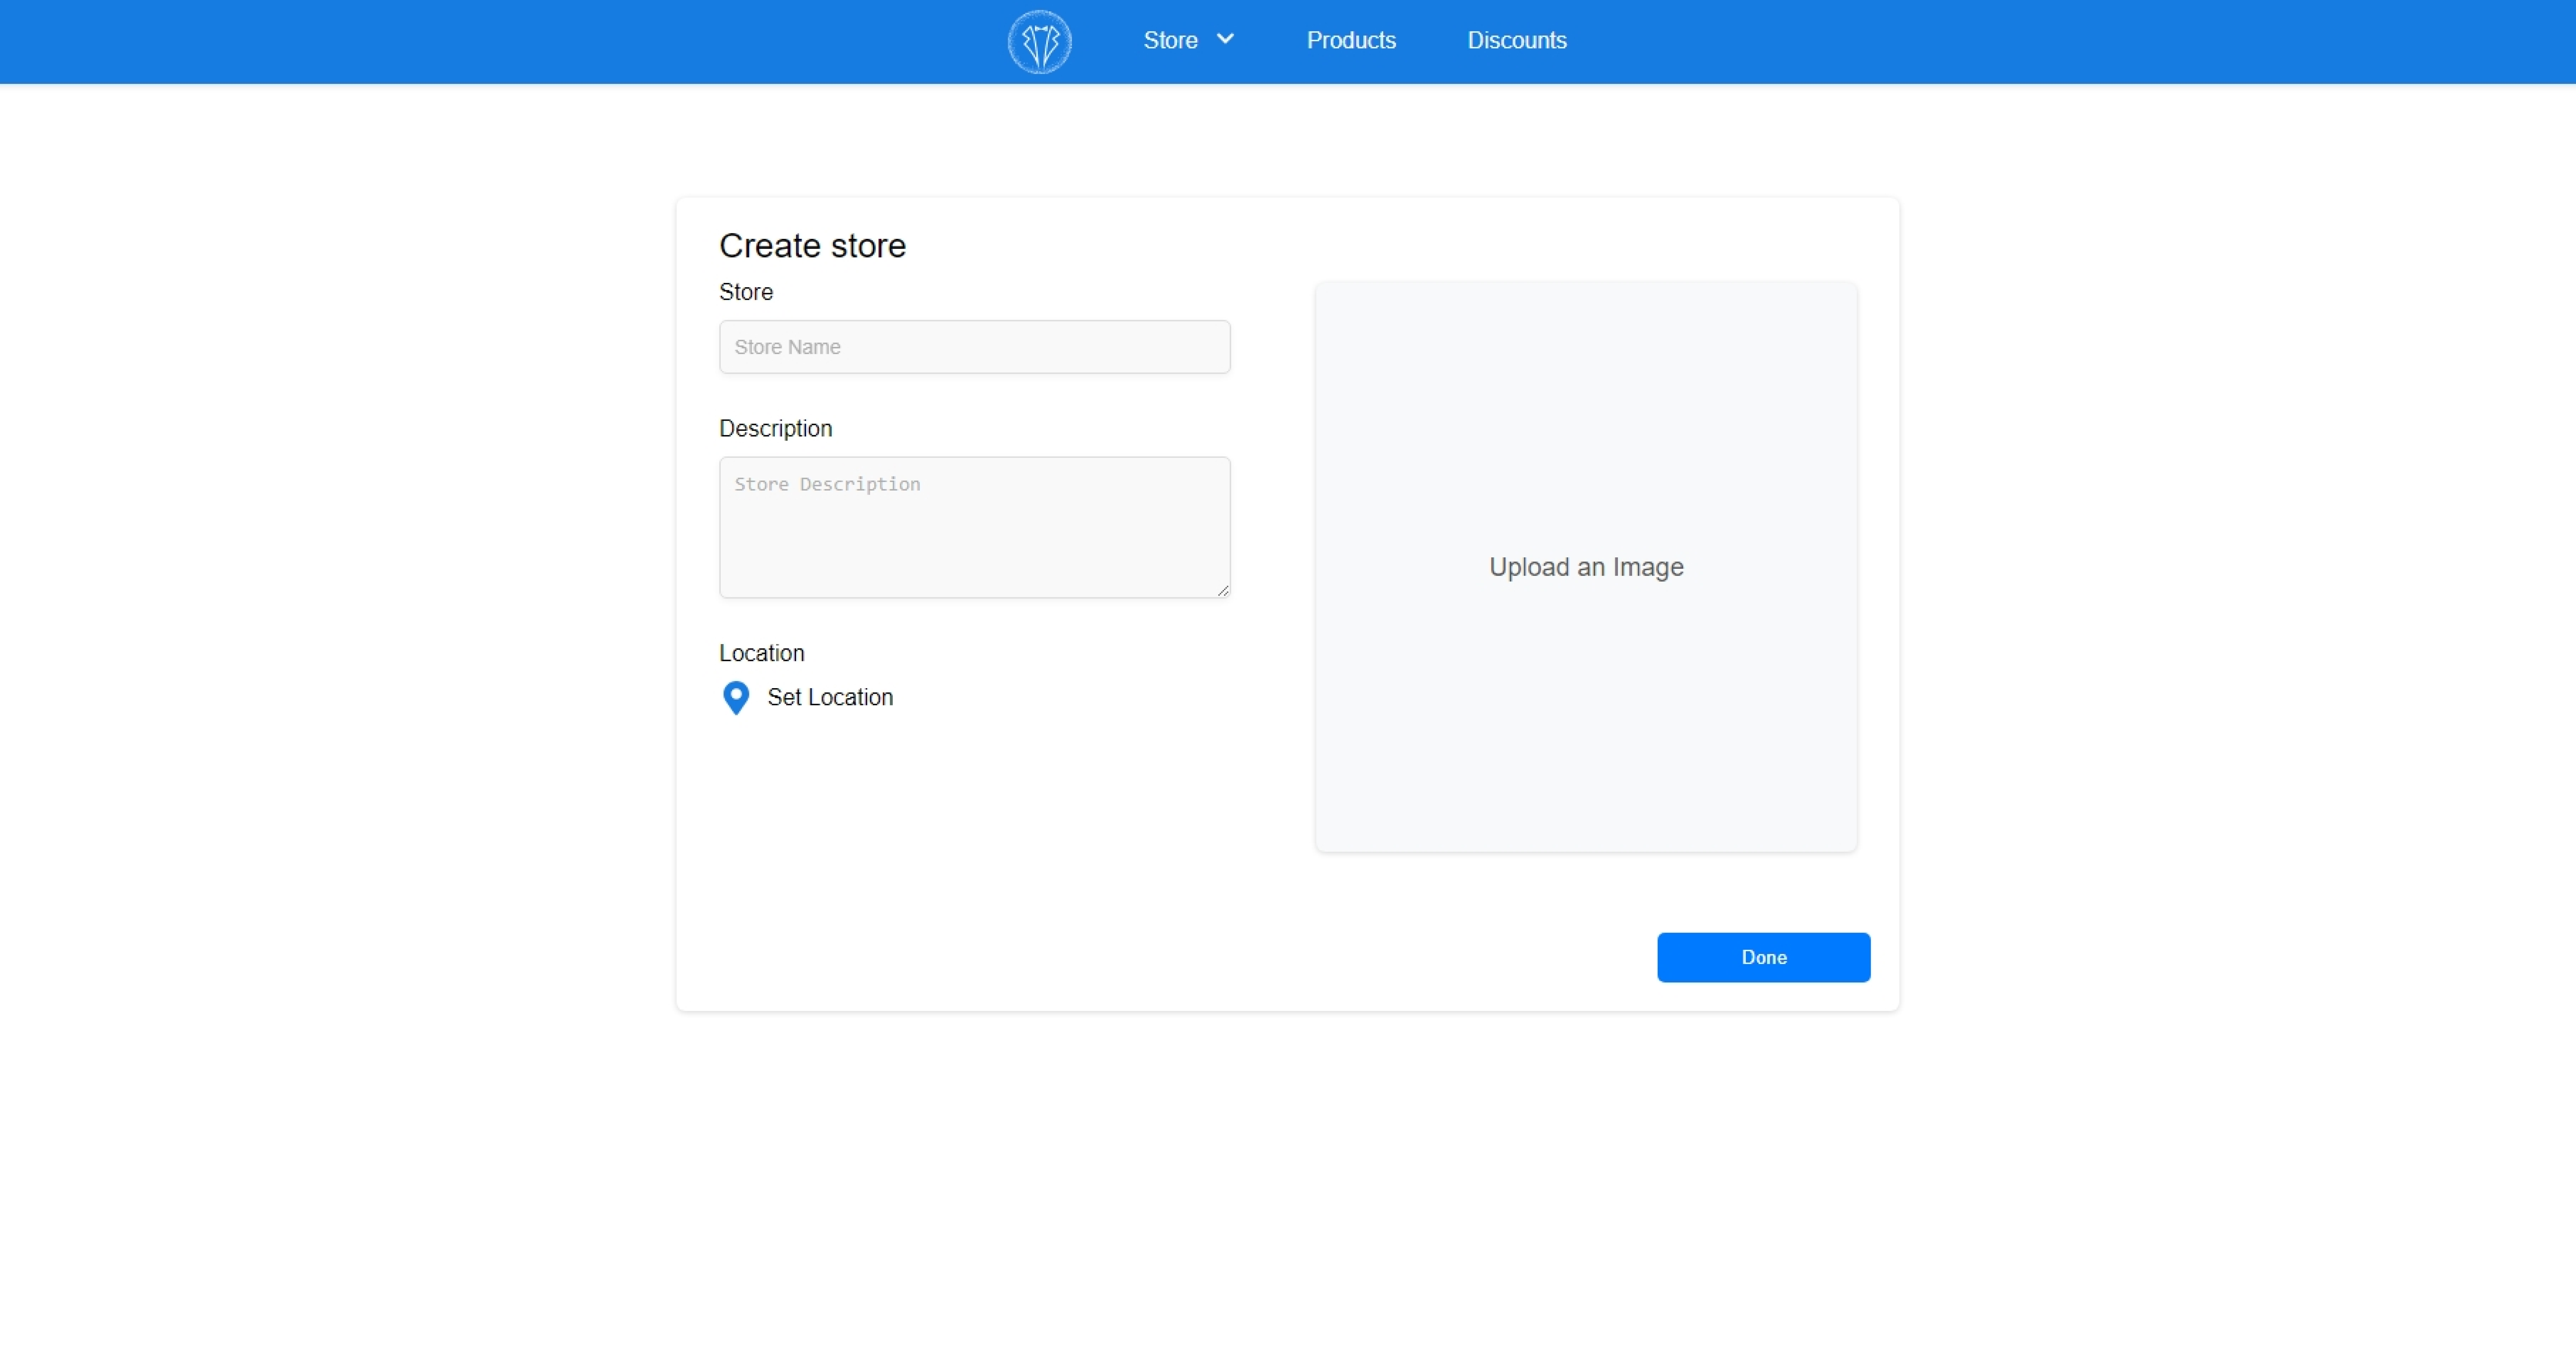 Store
Products
Discounts
Create store
Store
Store Name
Description
Store Description
Location
Set Location
Upload an Image
Done